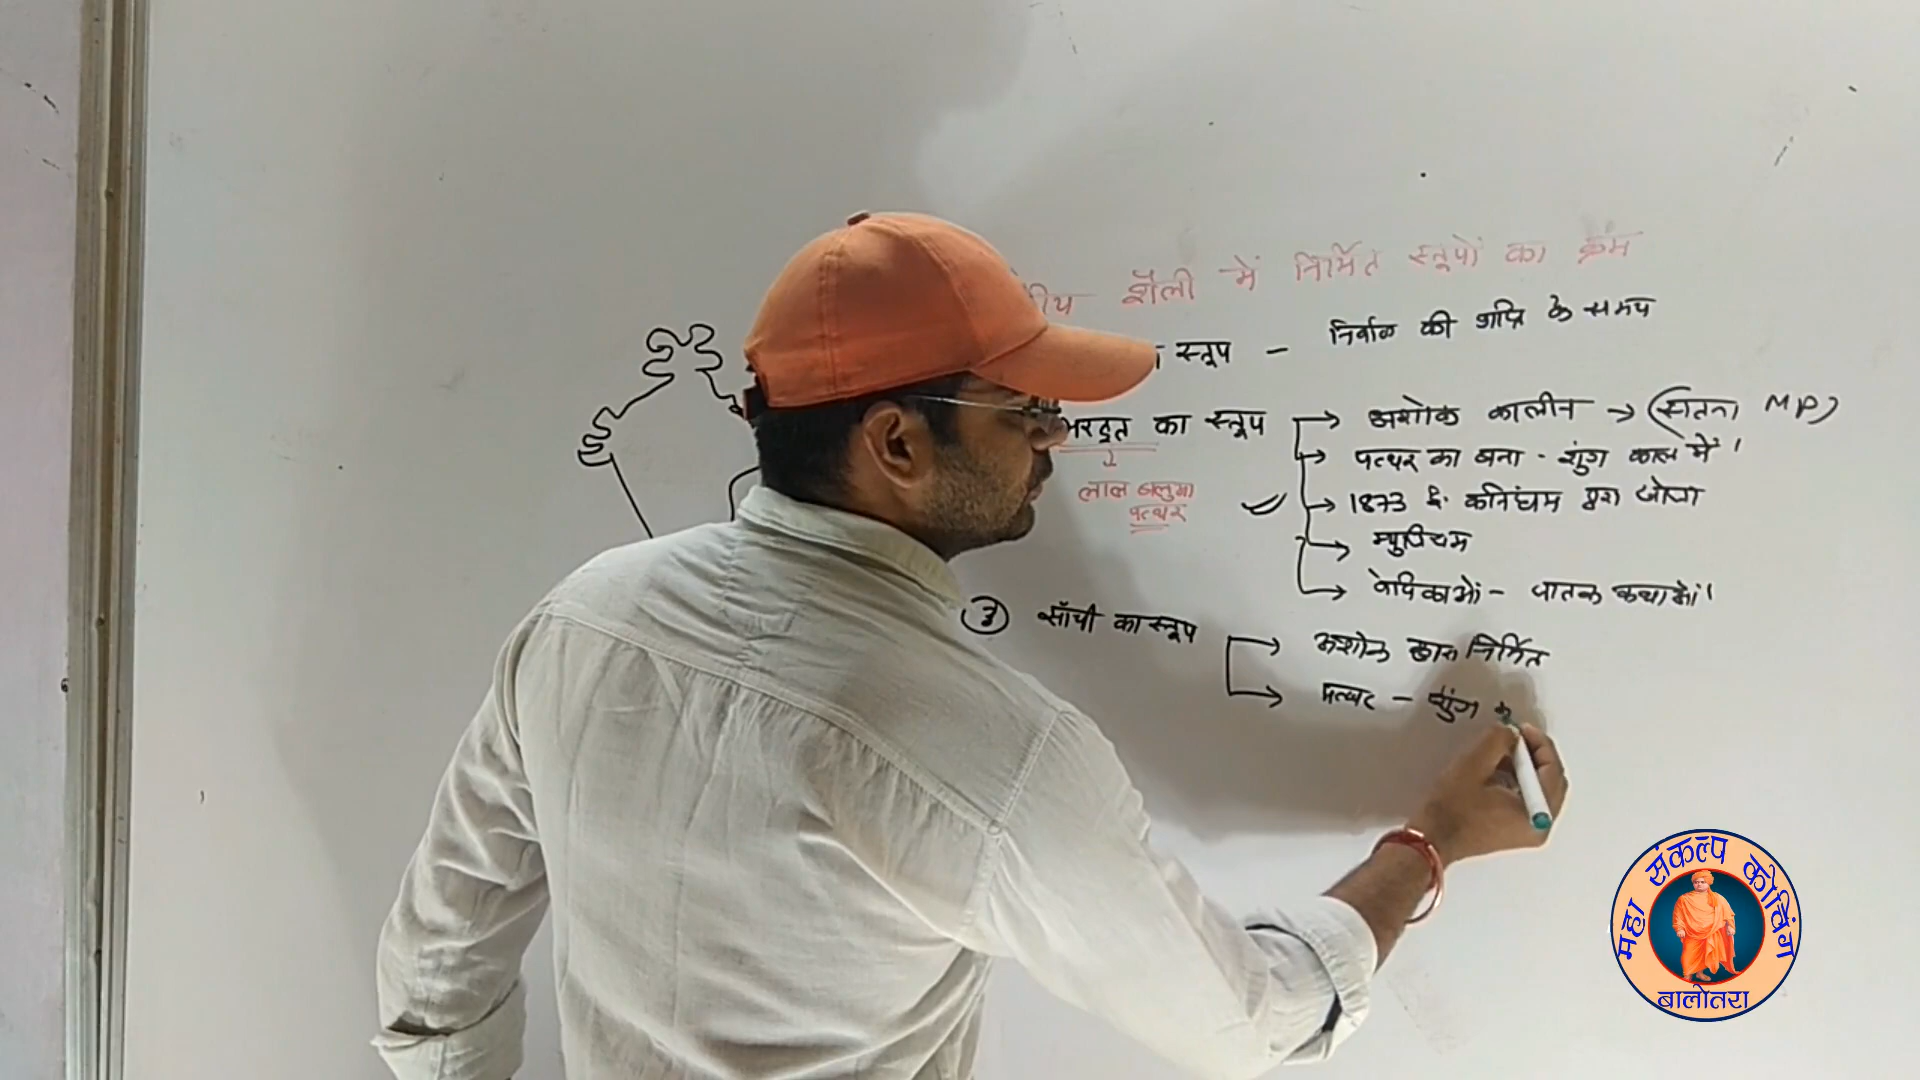 शैली में निर्मित स्तूपों का क्रम
स्तूप - निर्वाण की प्राप्ति के समय
भरहुत का स्तूप → अशोक कालीन → (सतना MP)
लाल बलुआ
पत्थर
→ पत्थर का बना - शुंग काल में।
→ 1873 ई. कनिंघम द्वारा खोजा
→ म्युजियम
→ वेदिकाओं - जातक कथाओं।
③ साँची का स्तूप → अशोक द्वारा निर्मित
→ पत्थर - शुंग
महा संकल्प कोचिंग
बालोतरा